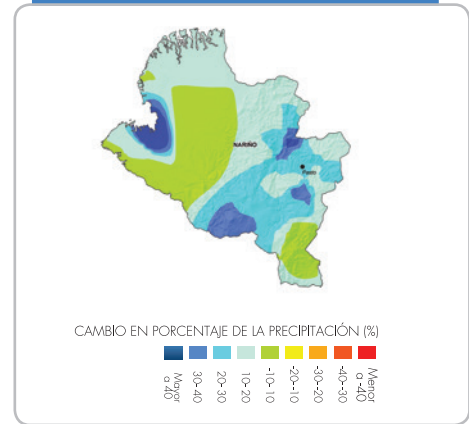 NARIÑO
Pasto
CAMBIO EN PORCENTAJE DE LA PRECIPITACIÓN (%)
Mayor a 40
30-40
20-30
10-20
-10-10
-20-10
-30-20
-40-30
Menor a -40